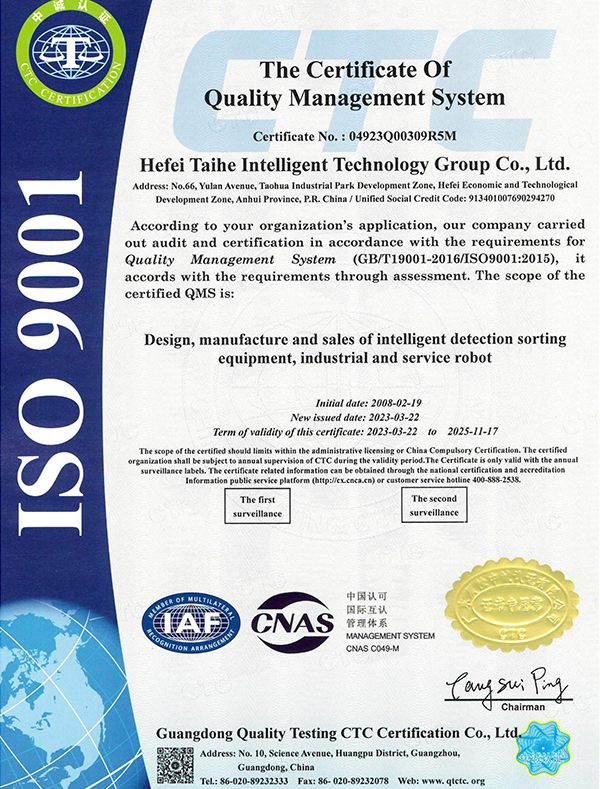 中诚认证
CTC CERTIFICATION
CTC
The Certificate Of
Quality Management System
Certificate No. : 04923Q00309R5M
Hefei Taihe Intelligent Technology Group Co., Ltd.
Address: No.66, Yulan Avenue, Taohua Industrial Park Development Zone, Hefei Economic and Technological
Development Zone, Anhui Province, P.R. China / Unified Social Credit Code: 913401007690294270
According to your organization's application, our company carried
out audit and certification in accordance with the requirements for
Quality Management System (GB/T19001-2016/ISO9001:2015), it
accords with the requirements through assessment. The scope of the
certified QMS is:
Design, manufacture and sales of intelligent detection sorting
equipment, industrial and service robot
Initial date: 2008-02-19
New issued date: 2023-03-22
Term of validity of this certificate: 2023-03-22 to 2025-11-17
The scope of the certified should limits within the administrative licensing or China Compulsory Certification. The certified
organization shall be subject to annual supervision of CTC during the validity period.The Certificate is only valid with the annual
surveillance labels. The certificate related information can be obtained through the national certification and accreditation
Information public service platform (http://cx.cnca.cn) or customer service hotline 400-888-2538.
The first
surveillance
The second
surveillance
ISO 9001
MEMBER OF MULTILATERAL
IAF
RECOGNITION ARRANGEMENT
CNAS
中国认可
国际互认
管理体系
MANAGEMENT SYSTEM
CNAS C049-M
CTC
Chairman
Guangdong Quality Testing CTC Certification Co., Ltd.
Address: No. 10, Science Avenue, Huangpu District, Guangzhou,
Guangdong, China
Tel.: 86-020-89232333 Fax: 86- 020-89232078 Web: www. qtctc. org